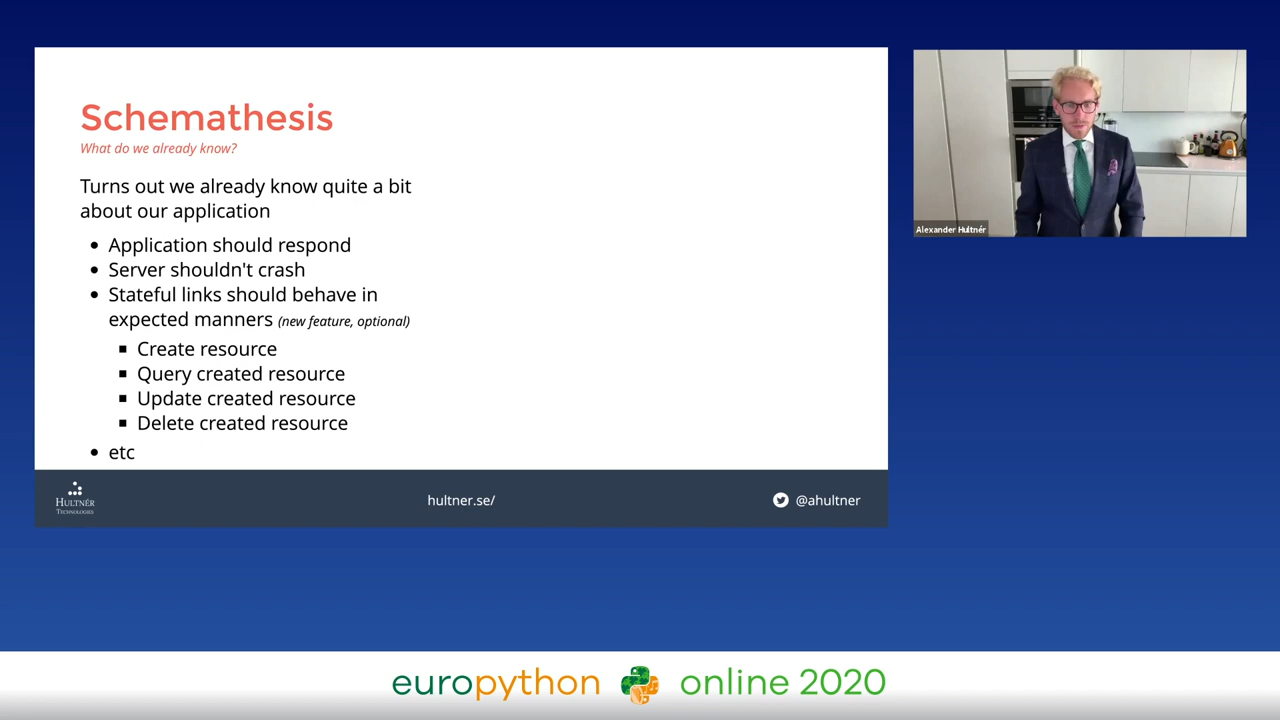 Schemathesis
What do we already know?
Turns out we already know quite a bit
about our application
Application should respond
Server shouldn't crash
Stateful links should behave in
expected manners (new feature, optional)
Create resource
Query created resource
Update created resource
Delete created resource
etc
HULTNÉR
TECHNOLOGIES
hultner.se/
@ahultner
Alexander Hultnér
europython online 2020